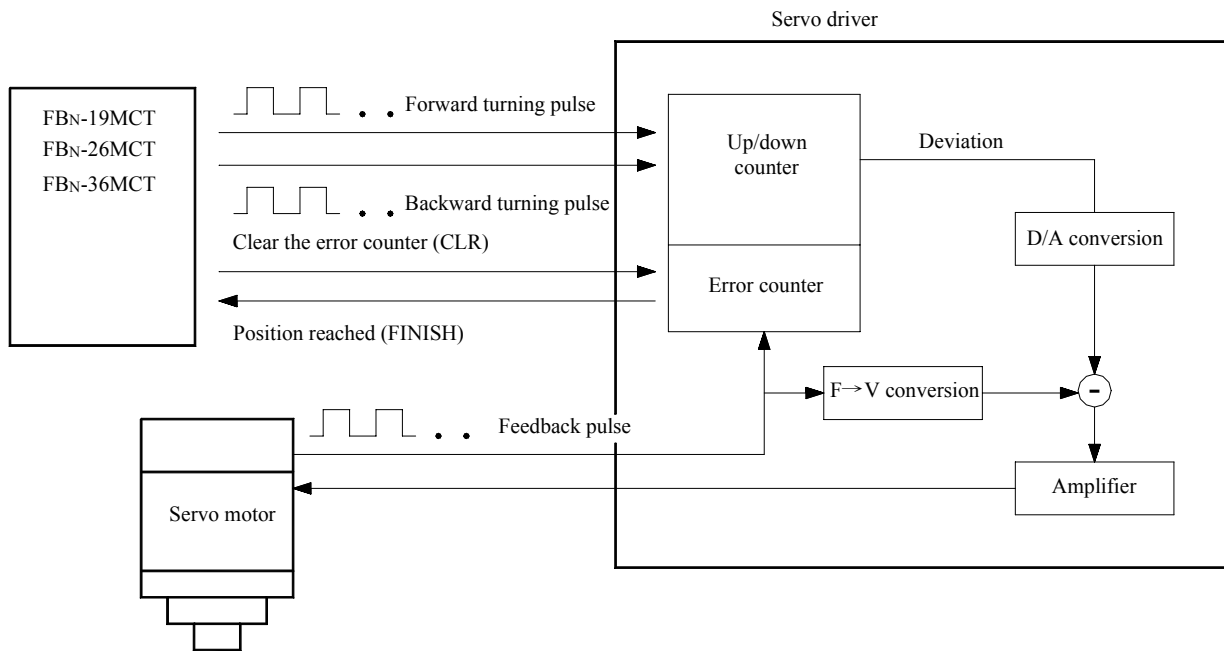 Servo driver
FBN-19MCT
FBN-26MCT
FBN-36MCT
Forward turning pulse
Backward turning pulse
Clear the error counter (CLR)
Position reached (FINISH)
Up/down
counter
Error counter
Deviation
D/A conversion
F→V conversion
-
Amplifier
Feedback pulse
Servo motor